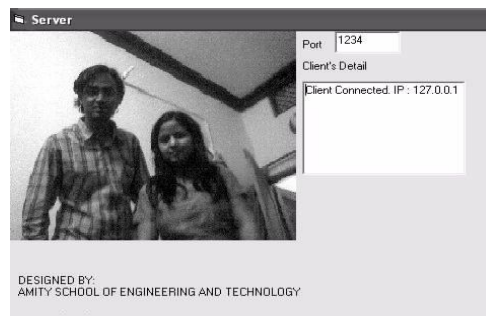 Server
Port 1234
Client's Detail
Client Connected. IP : 127.0.0.1
DESIGNED BY:
AMITY SCHOOL OF ENGINEERING AND TECHNOLOGY